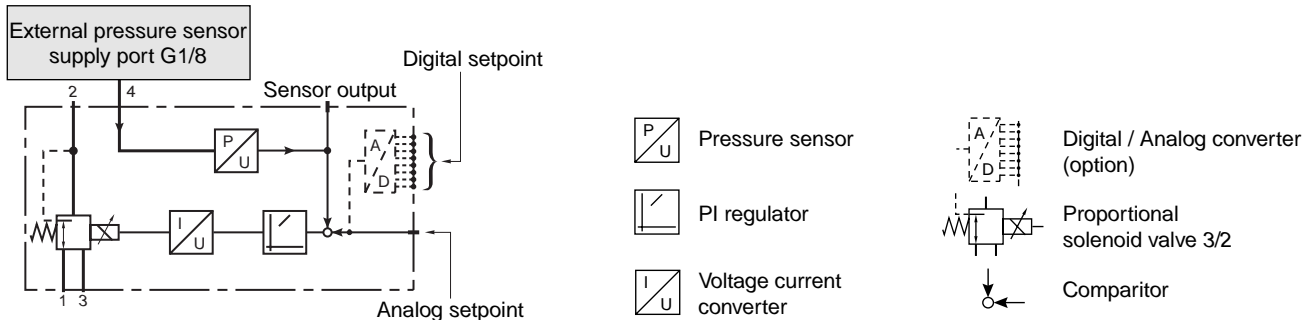 External pressure sensor
supply port G1/8
Digital setpoint
2
4
Sensor output
P
U
A
D
I
U
1
3
Analog setpoint
P
U
Pressure sensor
PI regulator
I
U
Voltage current
converter
A
D
Digital / Analog converter
(option)
Proportional
solenoid valve 3/2
Comparitor